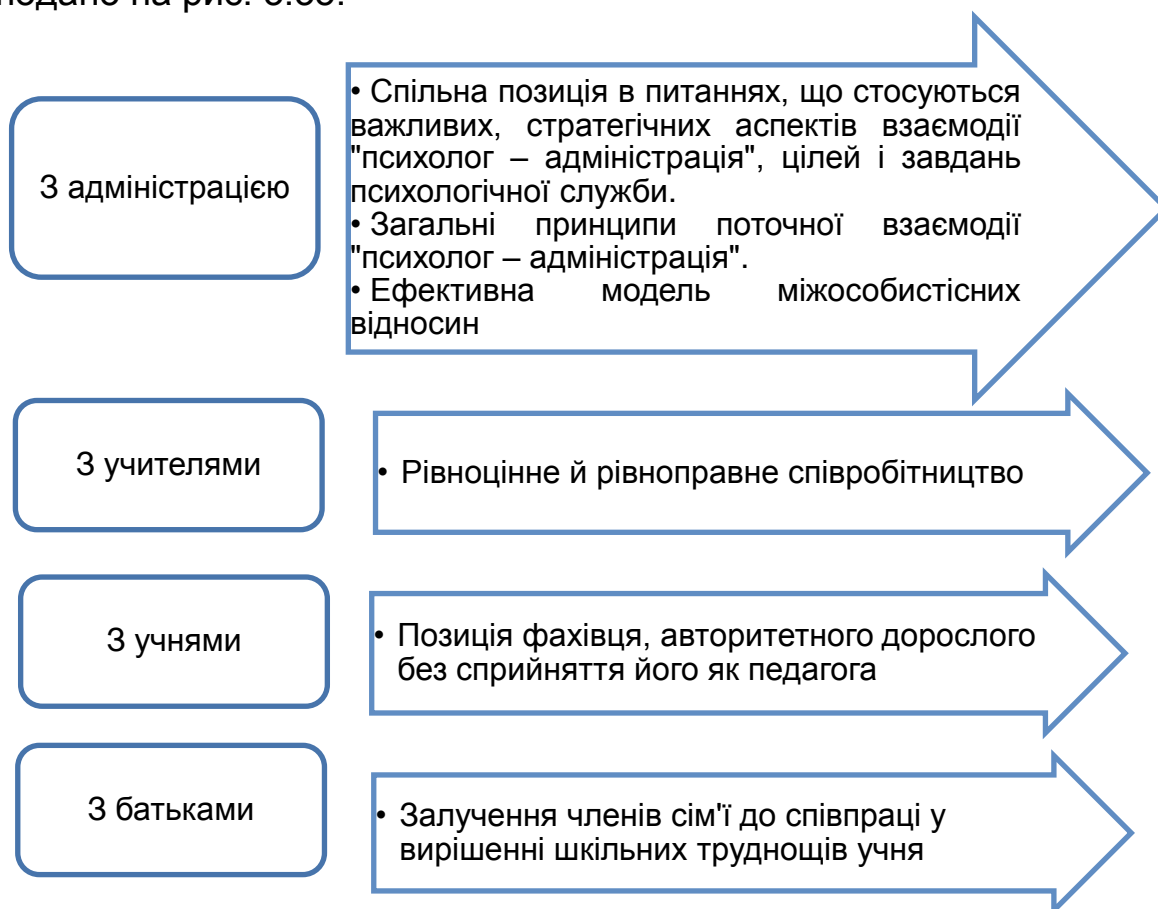 З адміністрацією
• Спільна позиція в питаннях, що стосуються
важливих, стратегічних аспектів взаємодії
"психолог – адміністрація", цілей і завдань
психологічної служби.
• Загальні принципи поточної взаємодії
"психолог – адміністрація".
• Ефективна модель міжособистісних
відносин
З учителями
• Рівноцінне й рівноправне співробітництво
З учнями
• Позиція фахівця, авторитетного дорослого
без сприйняття його як педагога
З батьками
• Залучення членів сім'ї до співпраці у
вирішенні шкільних труднощів учня